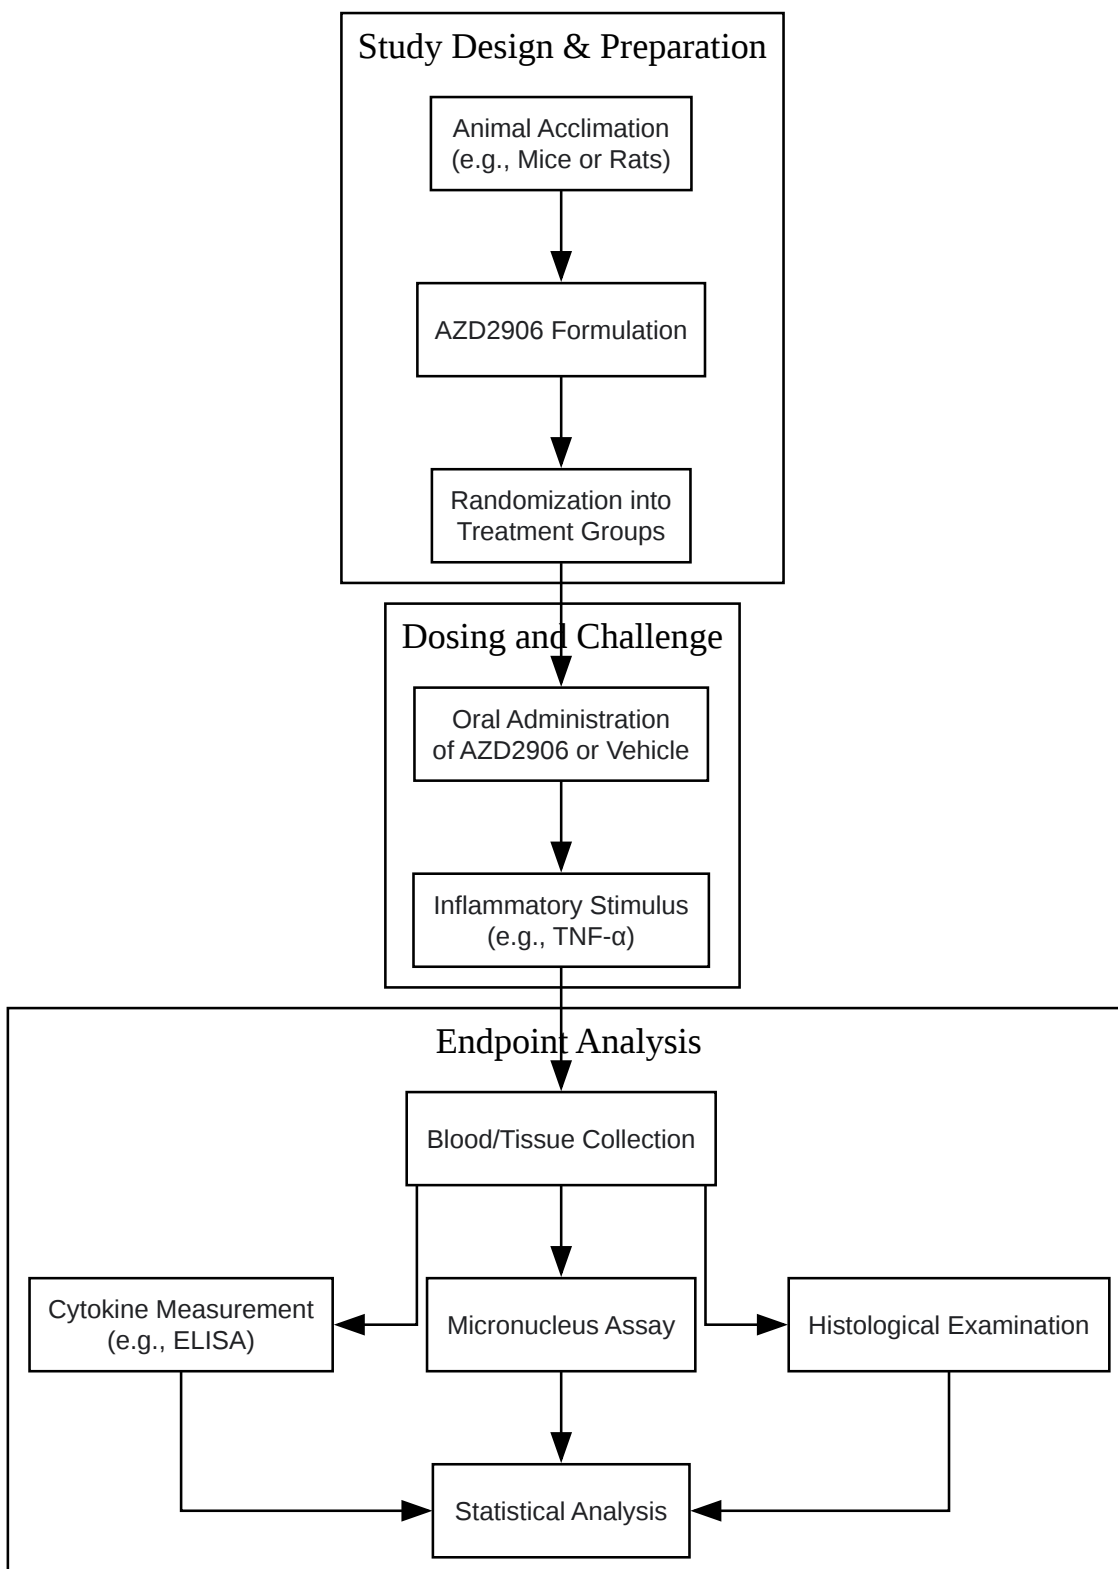 Study Design & Preparation
Animal Acclimation
(e.g., Mice or Rats)
AZD2906 Formulation
Randomization into
Treatment Groups
Dosing and Challenge
Oral Administration
of AZD2906 or Vehicle
Inflammatory Stimulus
(e.g., TNF-α)
Endpoint Analysis
Blood/Tissue Collection
Cytokine Measurement
(e.g., ELISA)
Micronucleus Assay
Histological Examination
Statistical Analysis